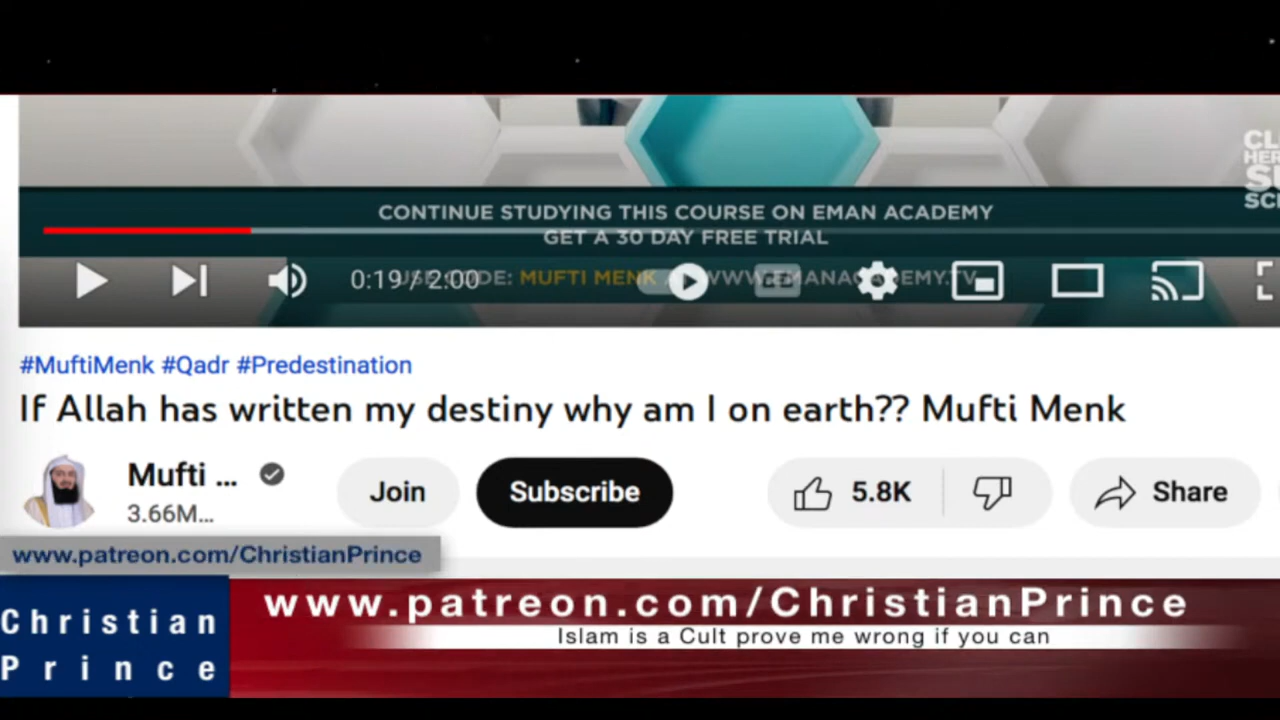 CONTINUE STUDYING THIS COURSE ON EMAN ACADEMY
GET A 30 DAY FREE TRIAL
0:19 / 2:00
CODE: MUFTI MENK
#MuftiMenk #Qadr #Predestination
If Allah has written my destiny why am I on earth?? Mufti Menk
Mufti ...
3.66M...
Join
Subscribe
5.8K
Share
www.patreon.com/ChristianPrince
Christian
Prince
www.patreon.com/ChristianPrince
Islam is a Cult prove me wrong if you can